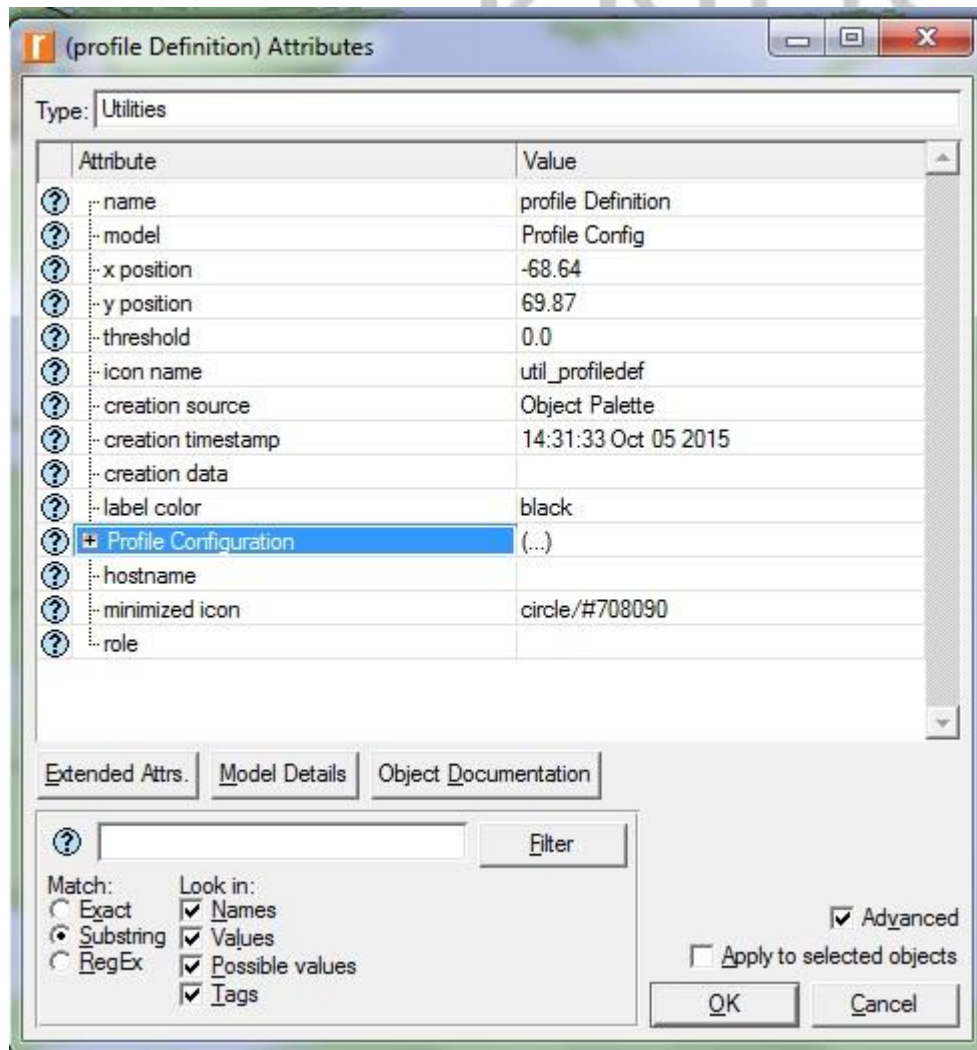 (profile Definition) Attributes
Type: Utilities
Attribute Value
name profile Definition
model Profile Config
x position -68.64
y position 69.87
threshold 0.0
icon name util_profiledef
creation source Object Palette
creation timestamp 14:31:33 Oct 05 2015
creation data
label color black
Profile Configuration (...)
hostname
minimized icon circle/#708090
role
Extended Attrs. Model Details Object Documentation
Filter
Match: Look in:
Exact Names
Substring Values
RegEx Possible values
Tags
Advanced
Apply to selected objects
OK Cancel